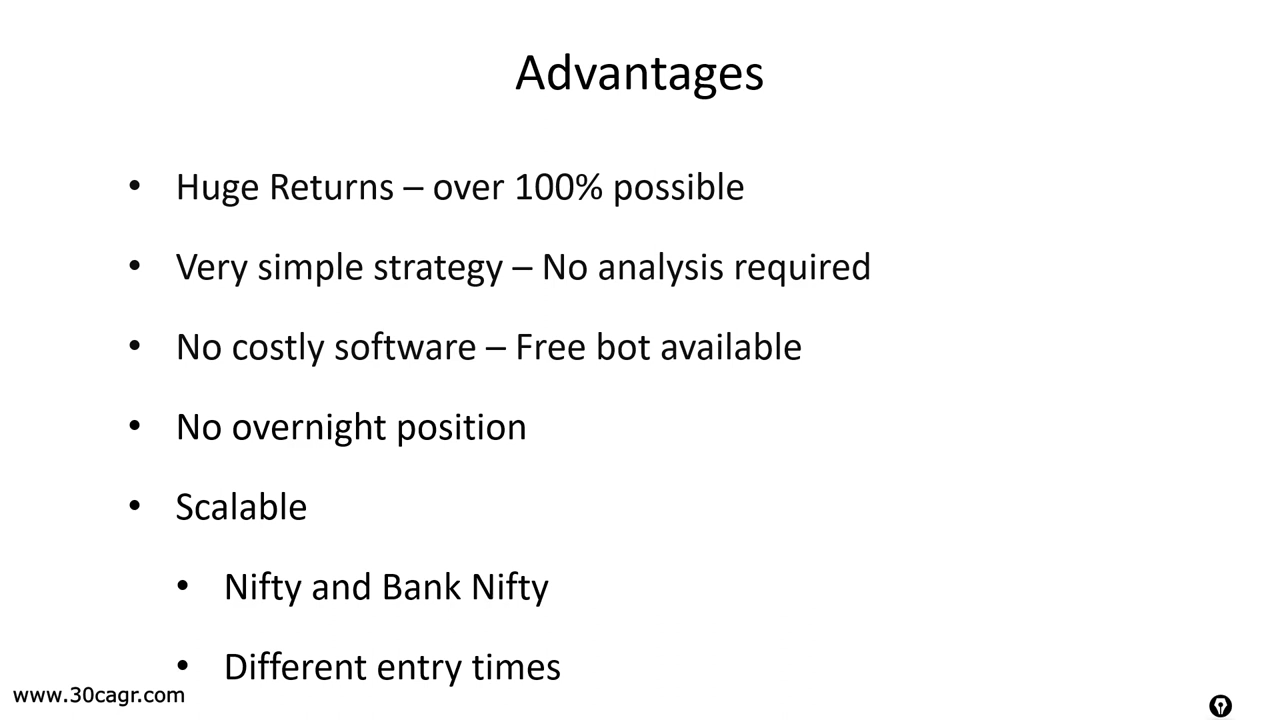 Advantages
• Huge Returns – over 100% possible
• Very simple strategy – No analysis required
• No costly software – Free bot available
• No overnight position
• Scalable
• Nifty and Bank Nifty
• Different entry times
www.30cagr.com